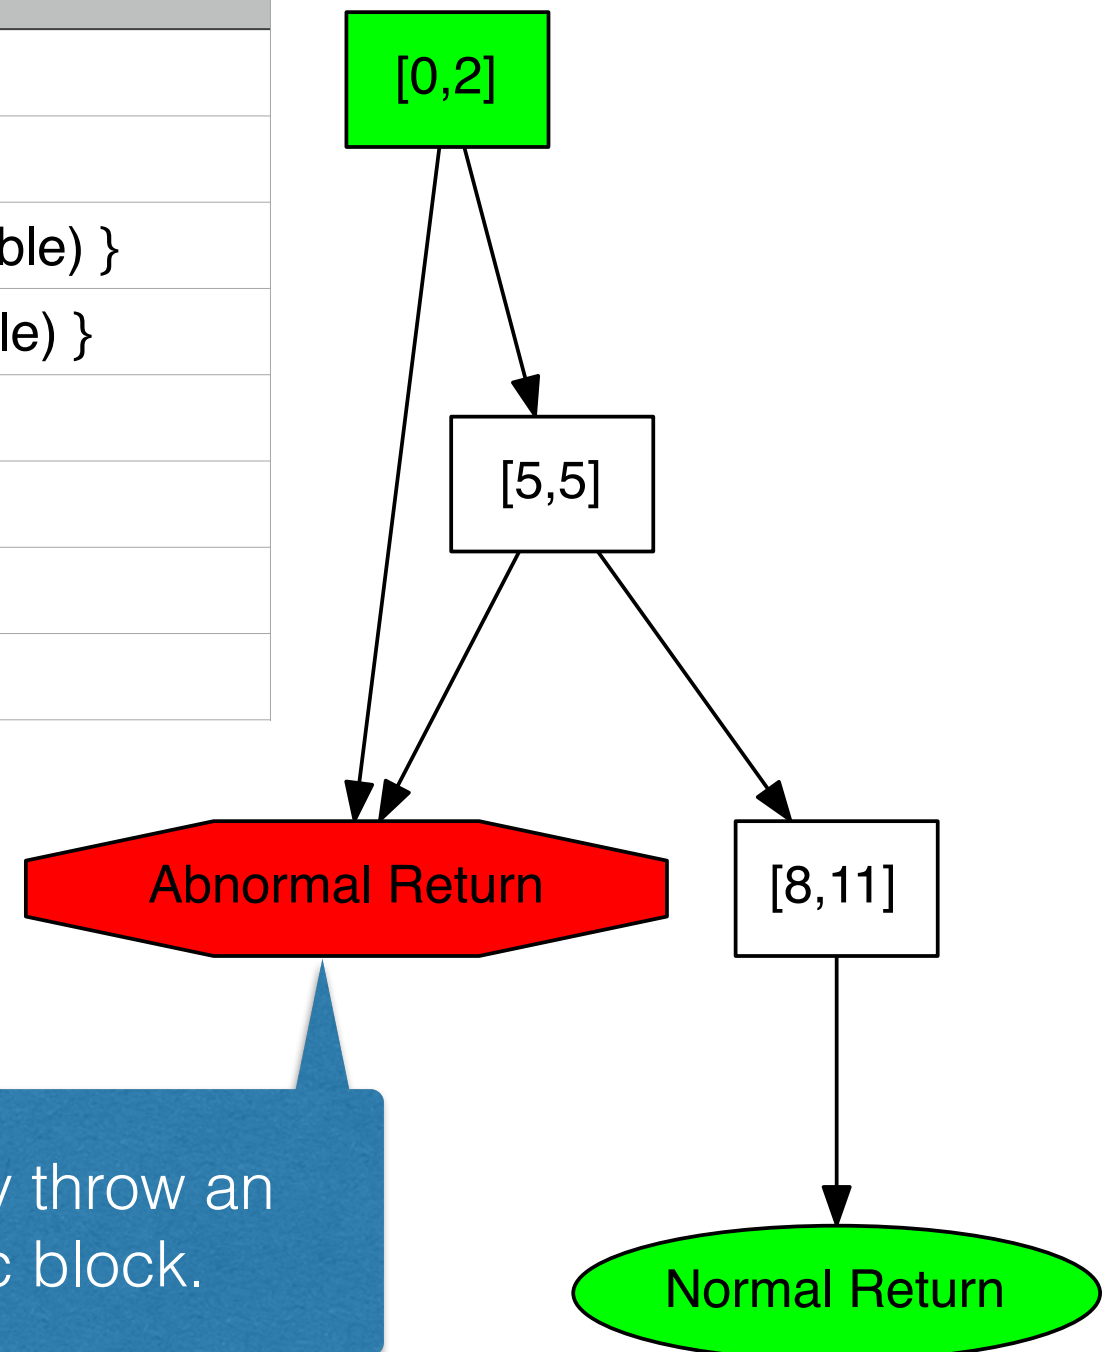 [0,2]
ble) }
le) }
[5,5]
Abnormal Return
[8,11]
throw an
block.
Normal Return